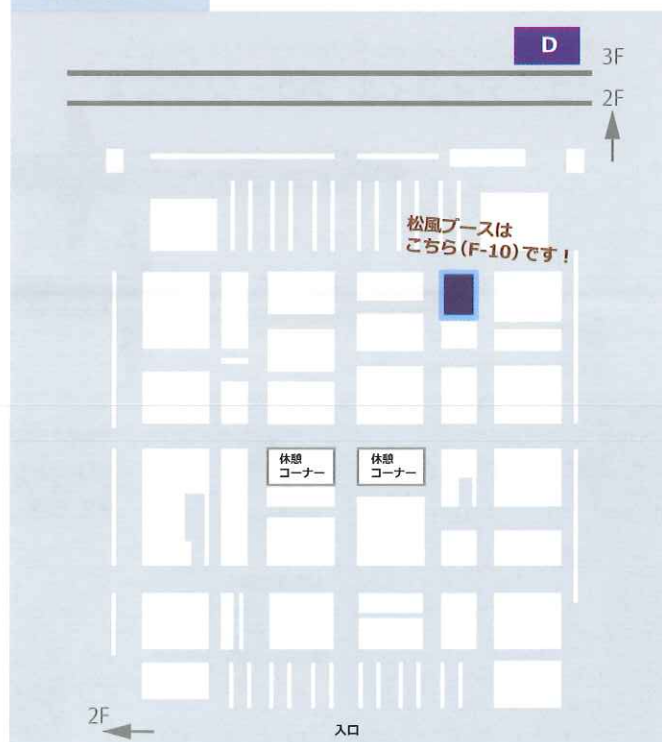 D
3F
2F
松風ブースは
こちら（F-10）です！
休憩
コーナー
休憩
コーナー
2F
入口